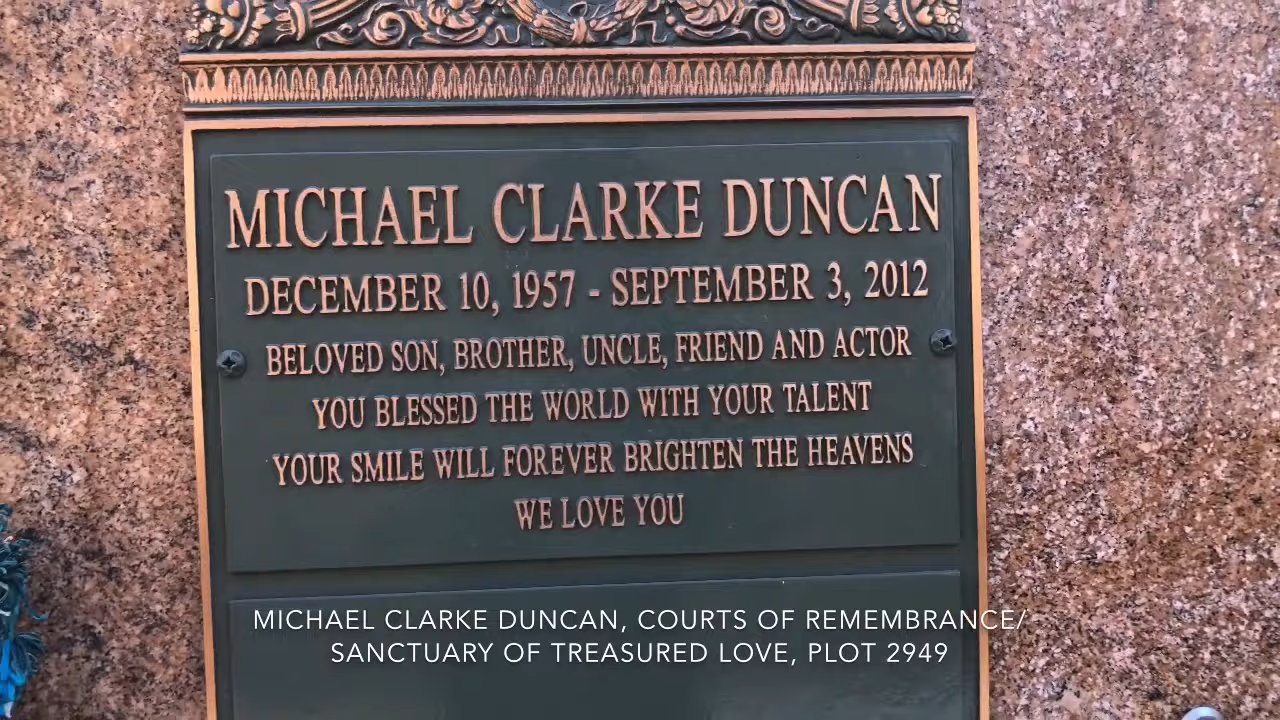 MICHAEL CLARKE DUNCAN
DECEMBER 10, 1957 - SEPTEMBER 3, 2012
BELOVED SON, BROTHER, UNCLE, FRIEND AND ACTOR
YOU BLESSED THE WORLD WITH YOUR TALENT
YOUR SMILE WILL FOREVER BRIGHTEN THE HEAVENS
WE LOVE YOU
MICHAEL CLARKE DUNCAN, COURTS OF REMEMBRANCE/
SANCTUARY OF TREASURED LOVE, PLOT 2949